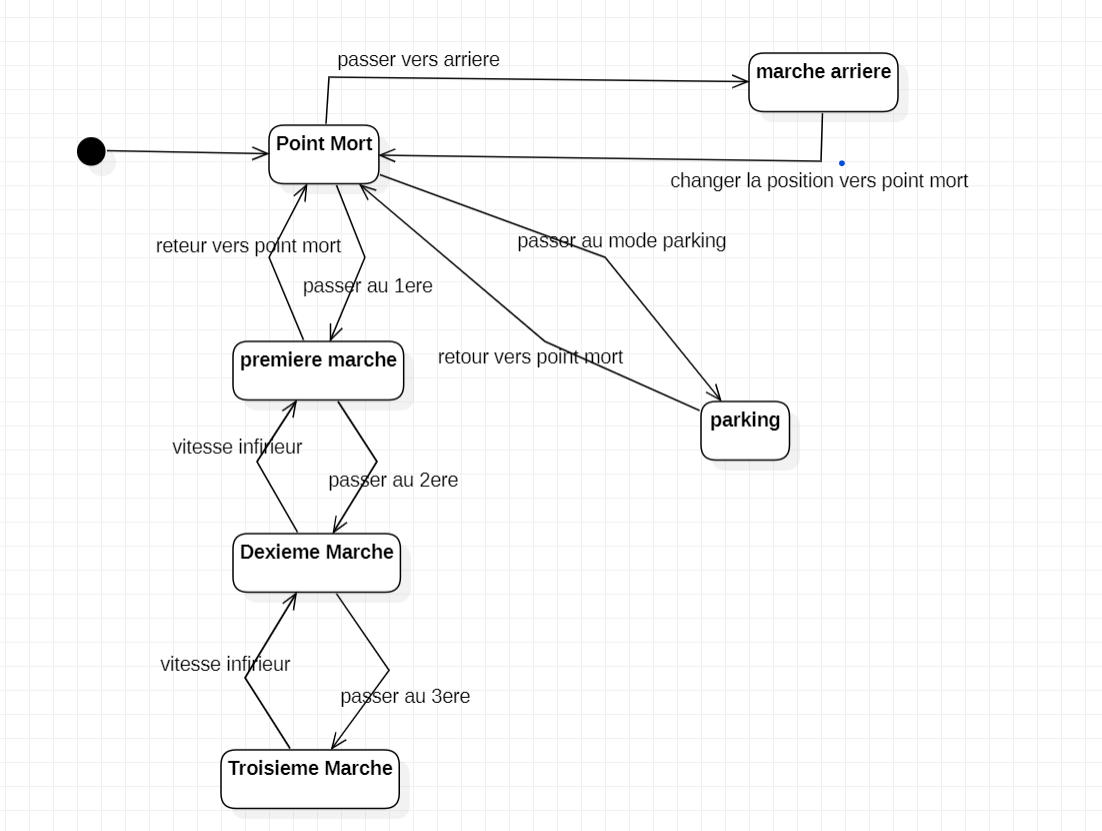 passer vers arriere
marche arriere
Point Mort
changer la position vers point mort
reteur vers point mort
passer au mode parking
passer au 1ere
retour vers point mort
premiere marche
parking
vitesse infirieur
passer au 2ere
Dexieme Marche
vitesse infirieur
passer au 3ere
Troisieme Marche